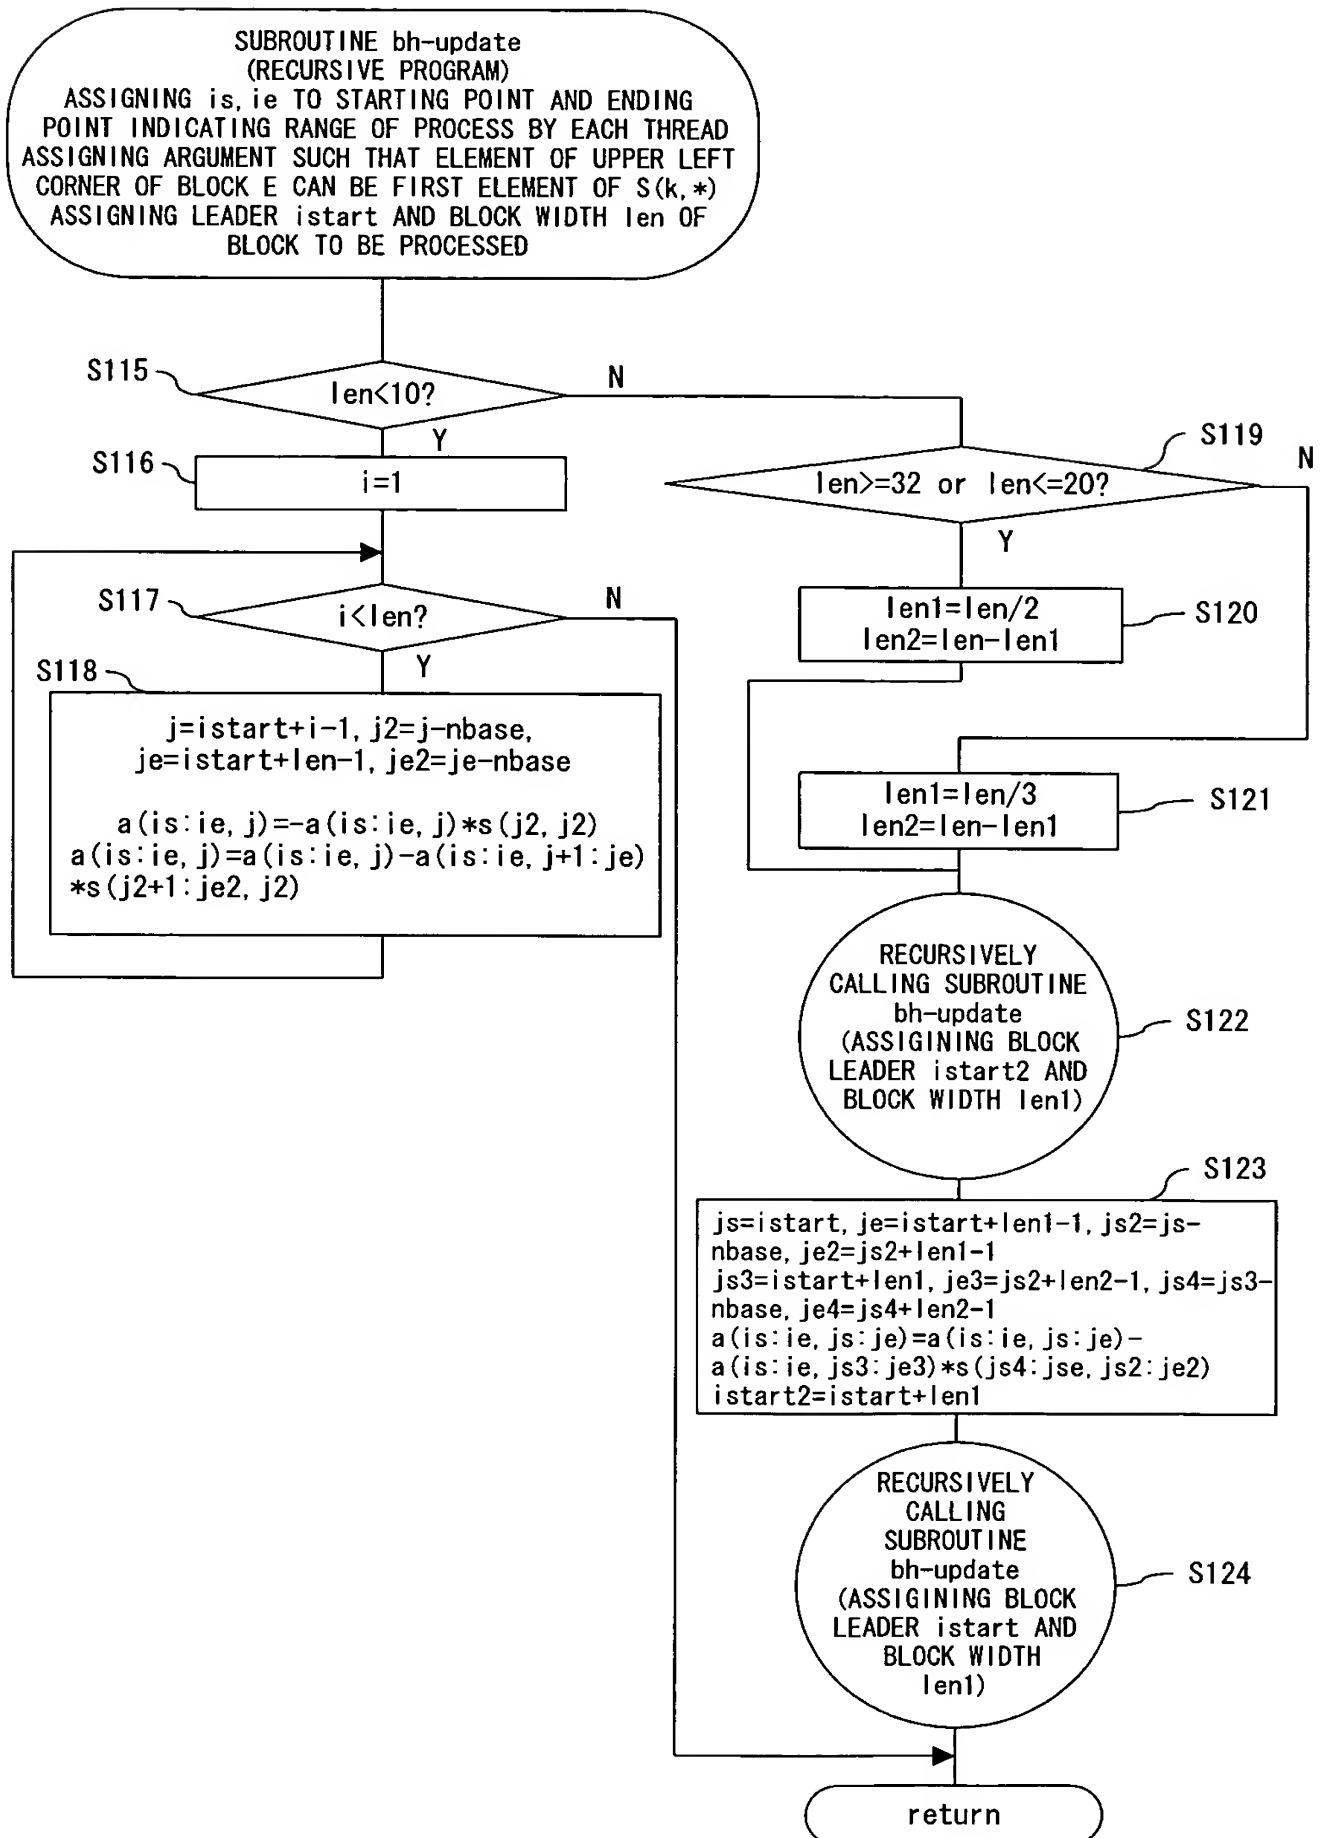 SUBROUTINE bh-update
(RECURSIVE PROGRAM)
ASSIGNING is, ie TO STARTING POINT AND ENDING
POINT INDICATING RANGE OF PROCESS BY EACH THREAD
ASSIGNING ARGUMENT SUCH THAT ELEMENT OF UPPER LEFT
CORNER OF BLOCK E CAN BE FIRST ELEMENT OF S(k,*)
ASSIGNING LEADER istart AND BLOCK WIDTH len OF
BLOCK TO BE PROCESSED
S115
len<10?
N
Y
S116
i=1
S117
i<len?
N
Y
S118
j=istart+i-1, j2=j-nbase,
je=istart+len-1, je2=je-nbase
a(is:ie, j)=-a(is:ie, j)*s(j2, j2)
a(is:ie, j)=a(is:ie, j)-a(is:ie, j+1:je)
*s(j2+1:je2, j2)
S119
len>=32 or len<=20?
N
Y
len1=len/2
len2=len-len1
S120
len1=len/3
len2=len-len1
S121
RECURSIVELY
CALLING SUBROUTINE
bh-update
(ASSIGINING BLOCK
LEADER istart2 AND
BLOCK WIDTH len1)
S122
S123
js=istart, je=istart+len1-1, js2=js-
nbase, je2=js2+len1-1
js3=istart+len1, je3=js2+len2-1, js4=js3-
nbase, je4=js4+len2-1
a(is:ie, js:je)=a(is:ie, js:je)-
a(is:ie, js3:je3)*s(js4:jse, js2:je2)
istart2=istart+len1
RECURSIVELY
CALLING
SUBROUTINE
bh-update
(ASSIGINING BLOCK
LEADER istart AND
BLOCK WIDTH
len1)
S124
return